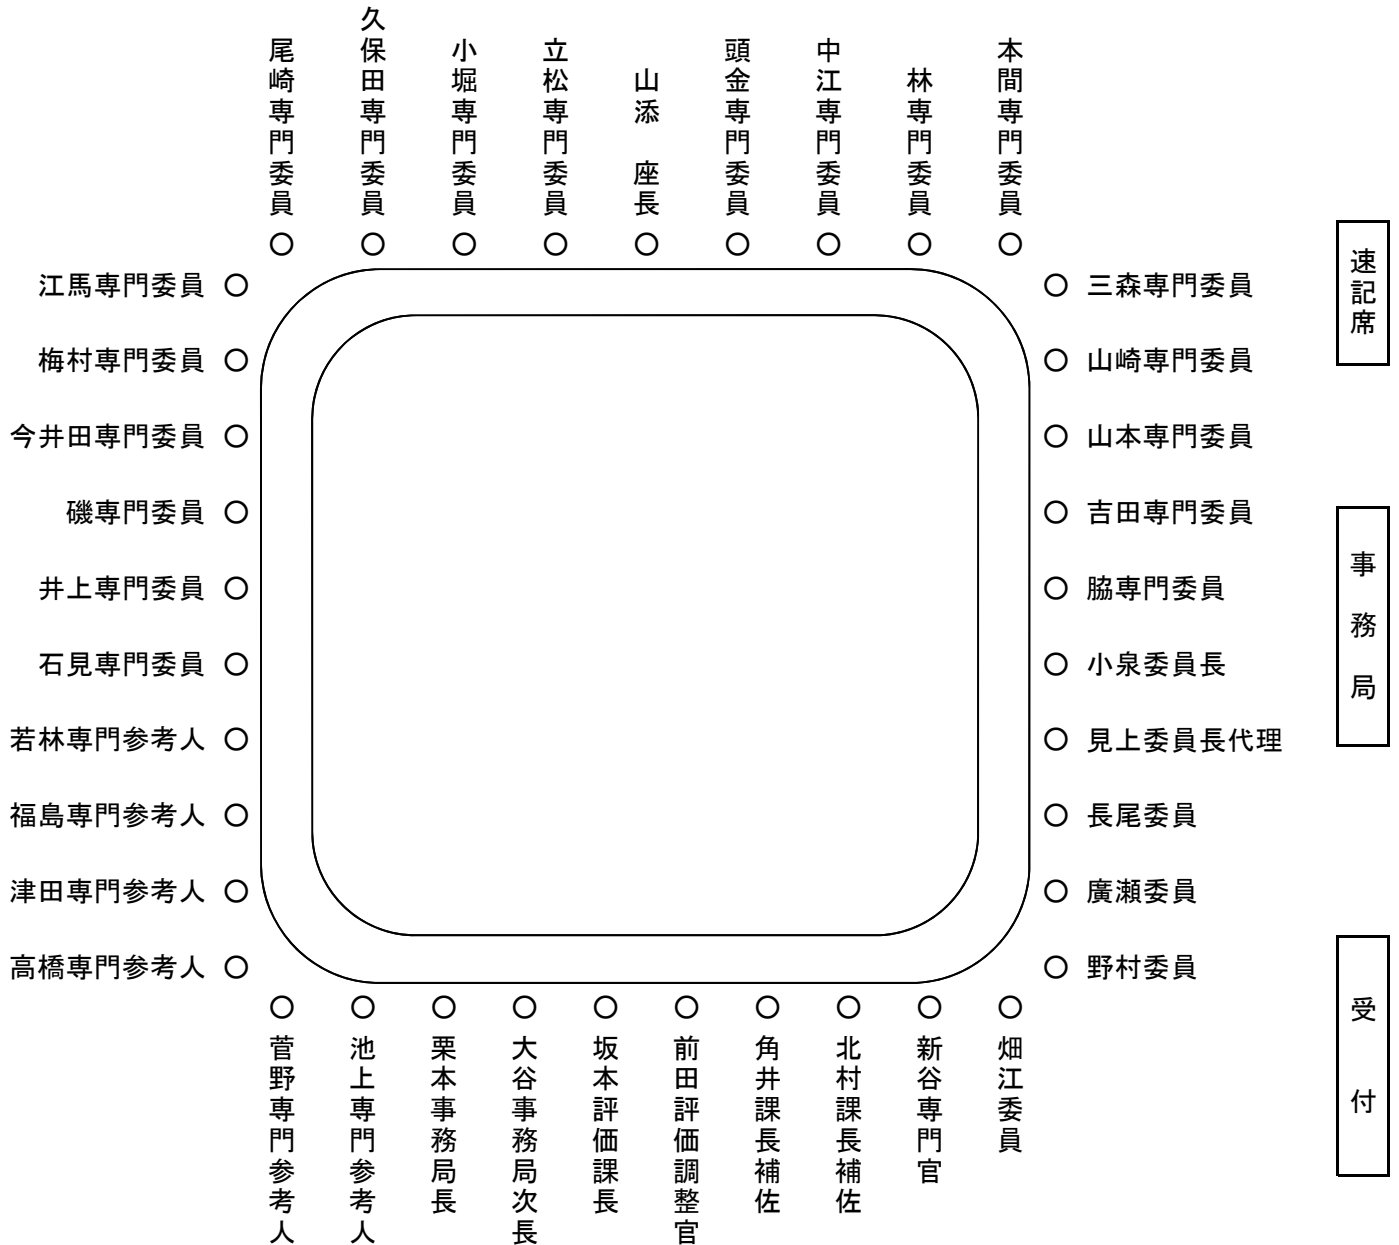 尾崎専門委員
久保田専門委員
小堀専門委員
立松専門委員
山添 座長
頭金専門委員
中江専門委員
林専門委員
本間専門委員
江馬専門委員
梅村専門委員
今井田専門委員
磯専門委員
井上専門委員
石見専門委員
若林専門参考人
福島専門参考人
津田専門参考人
高橋専門参考人
三森専門委員
山崎専門委員
山本専門委員
吉田専門委員
脇専門委員
小泉委員長
見上委員長代理
長尾委員
廣瀬委員
野村委員
菅野専門参考人
池上専門参考人
栗本事務局長
大谷事務局次長
坂本評価課長
前田評価調整官
角井課長補佐
北村課長補佐
新谷専門官
畑江委員
速記席
事務局
受付